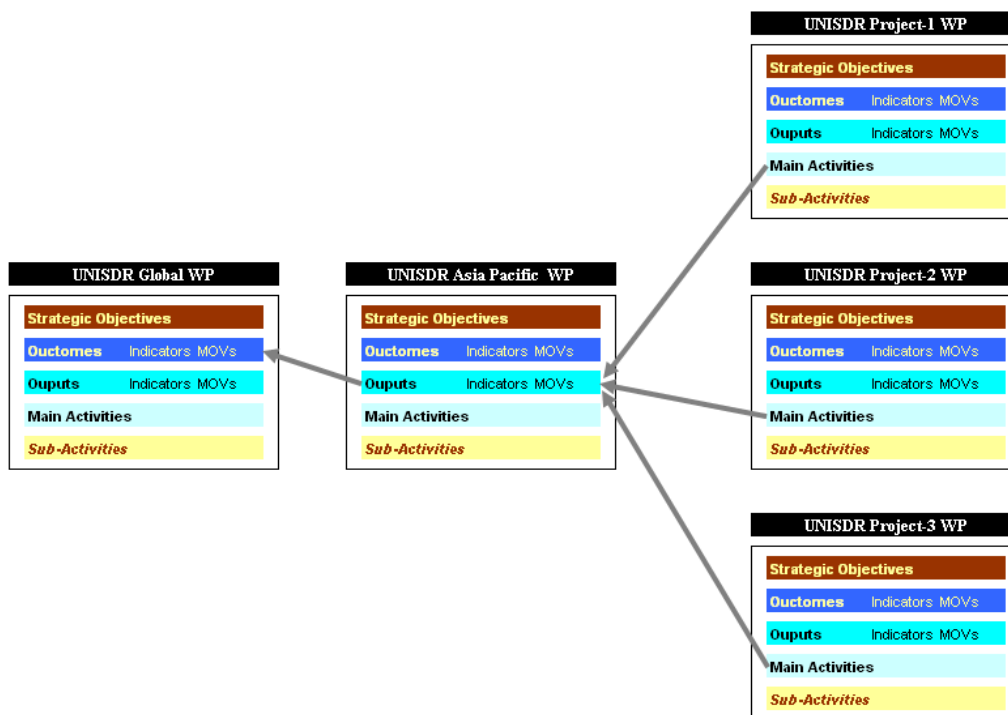 UNISDR Project-1 WP
Strategic Objectives
Ouctomes Indicators MOVs
Ouputs Indicators MOVs
Main Activities
Sub-Activities
UNISDR Global WP
Strategic Objectives
Ouctomes Indicators MOVs
Ouputs Indicators MOVs
Main Activities
Sub-Activities
UNISDR Asia Pacific WP
Strategic Objectives
Ouctomes Indicators MOVs
Ouputs Indicators MOVs
Main Activities
Sub-Activities
UNISDR Project-2 WP
Strategic Objectives
Ouctomes Indicators MOVs
Ouputs Indicators MOVs
Main Activities
Sub-Activities
UNISDR Project-3 WP
Strategic Objectives
Ouctomes Indicators MOVs
Ouputs Indicators MOVs
Main Activities
Sub-Activities